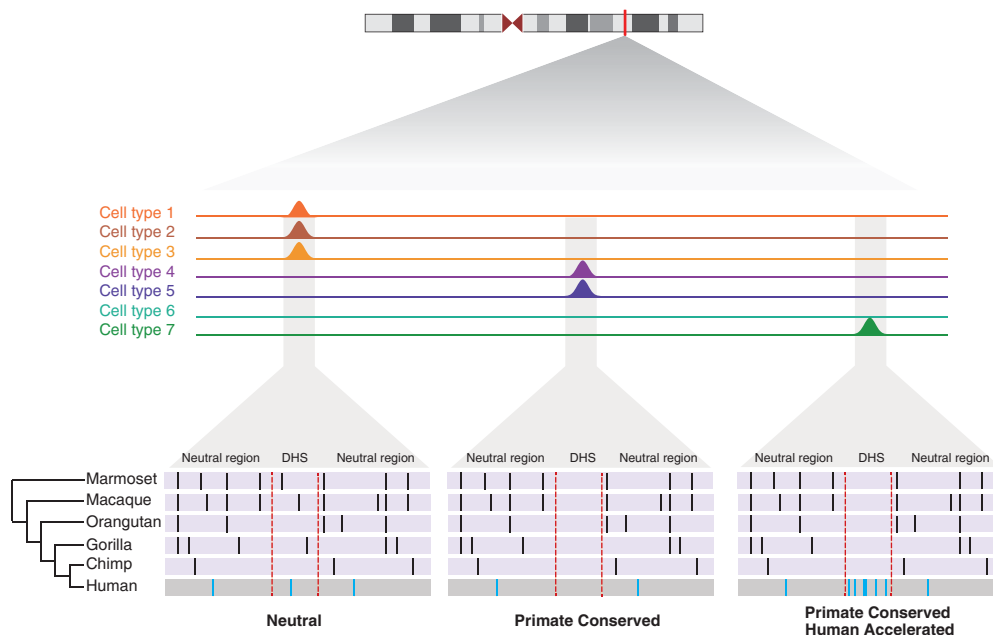 Cell type 1
Cell type 2
Cell type 3
Cell type 4
Cell type 5
Cell type 6
Cell type 7
Neutral region DHS Neutral region
Neutral region DHS Neutral region
Neutral region DHS Neutral region
Marmoset
Macaque
Orangutan
Gorilla
Chimp
Human
Neutral
Primate Conserved
Primate Conserved
Human Accelerated